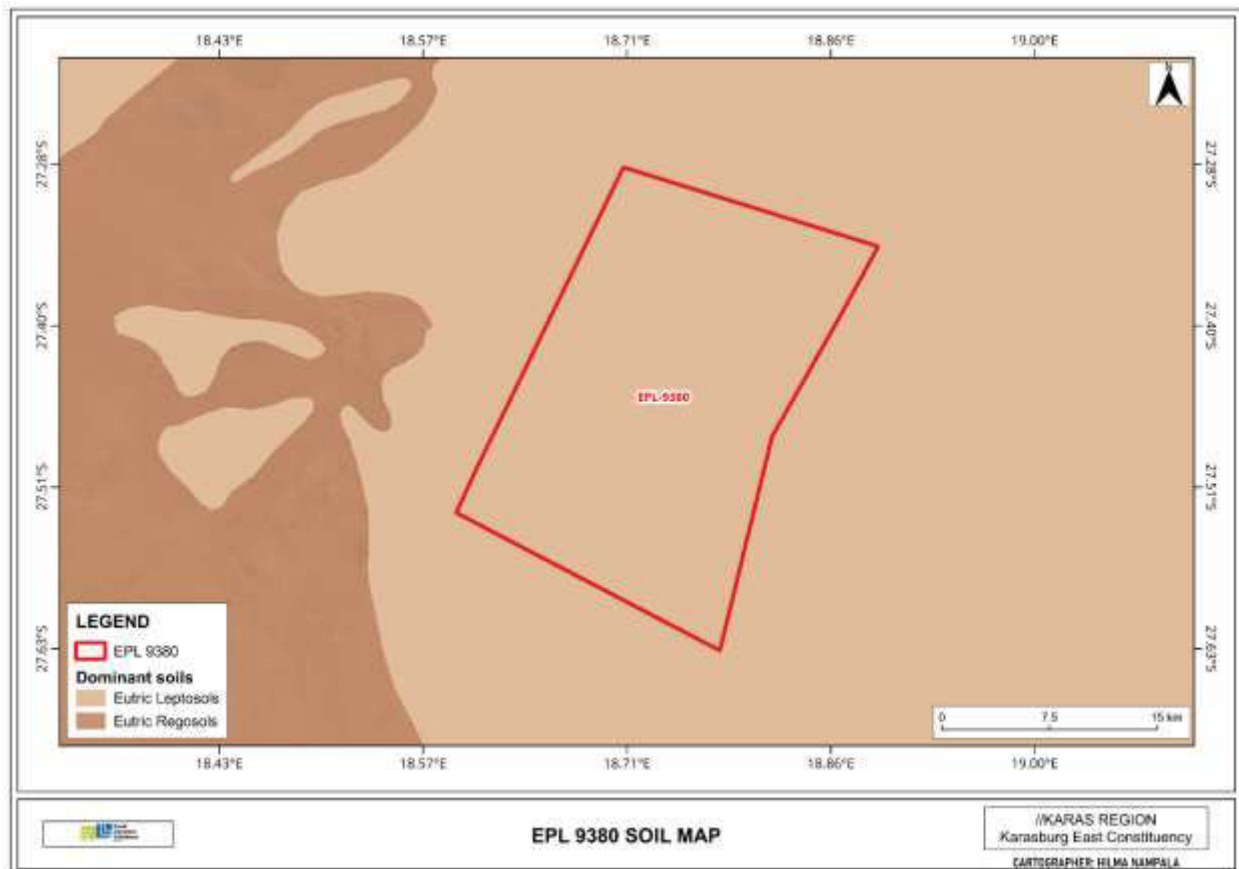 18.43°E 18.57°E 18.71°E 18.86°E 19.00°E
N
27.28°S 27.28°S
27.40°S 27.40°S
EPL-9380
27.51°S 27.51°S
27.63°S 27.63°S
LEGEND
EPL 9380
Dominant soils
Eutric Leptosols
Eutric Regosols
0 7.5 15 km
18.43°E 18.57°E 18.71°E 18.86°E 19.00°E
EPL 9380 SOIL MAP
//KARAS REGION
Karasburg East Constituency
CARTOGRAPHER: HILMA NAMPALA